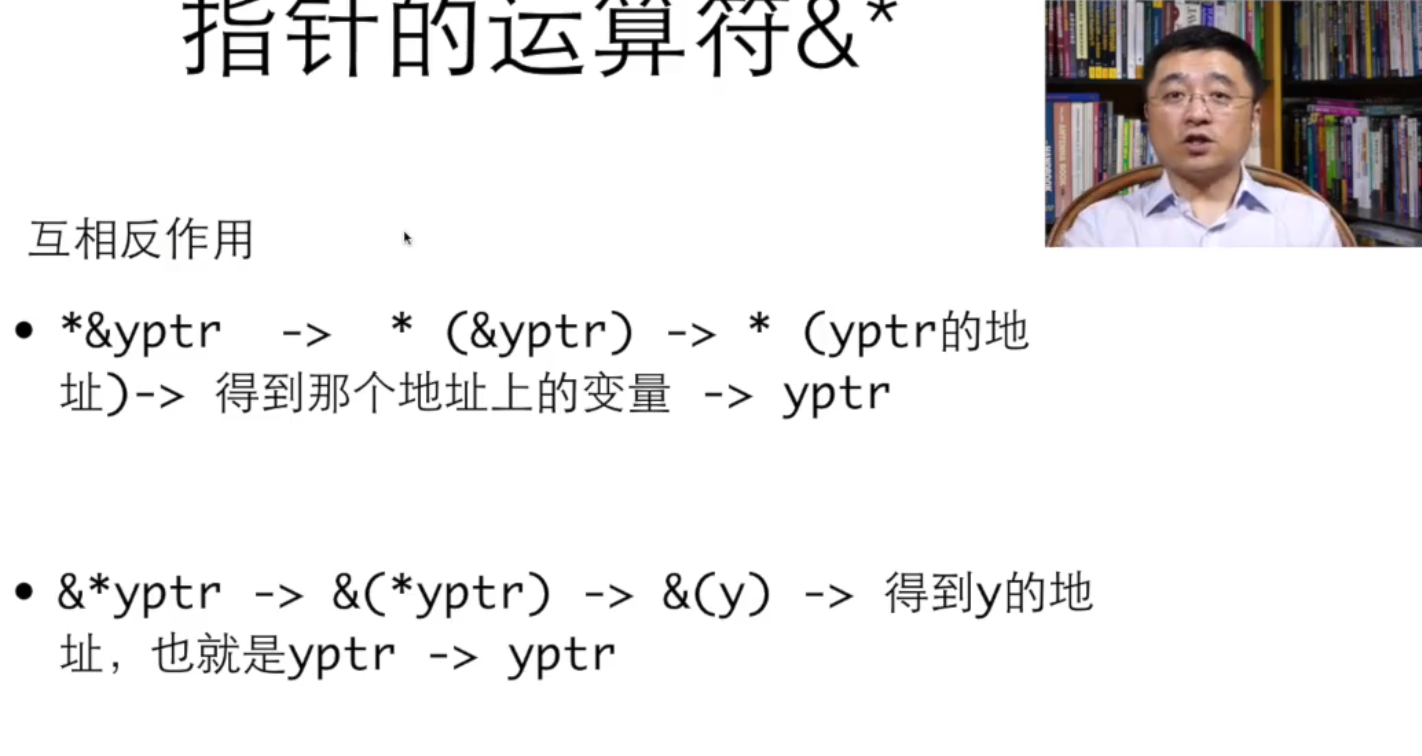 指针的运算符&*
互相反作用
• *&yptr -> * (&yptr) -> * (yptr的地
址)-> 得到那个地址上的变量 -> yptr
• &*yptr -> &(*yptr) -> &(y) -> 得到y的地
址，也就是yptr -> yptr